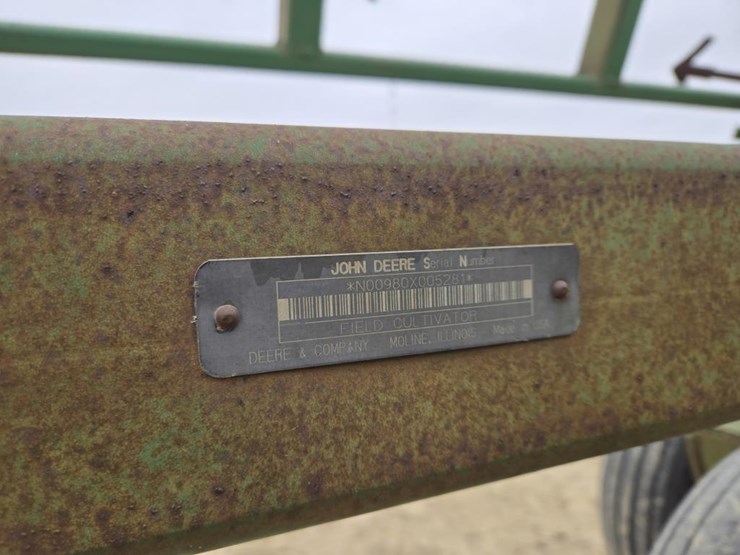 JOHN DEERE Serial Number
*N00980X005281*
FIELD CULTIVATOR
DEERE & COMPANY MOLINE, ILLINOIS Made in USA